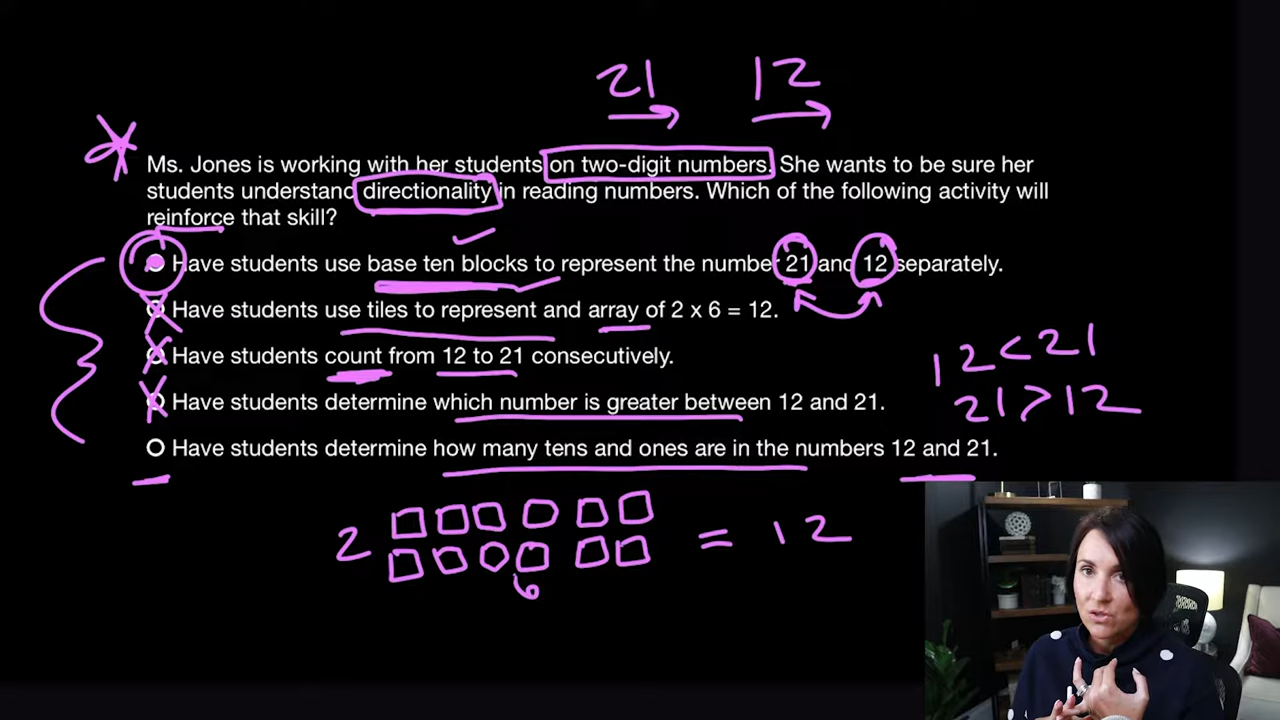 21 12
Ms. Jones is working with her students on two-digit numbers. She wants to be sure her
students understand directionality in reading numbers. Which of the following activity will
reinforce that skill?
Have students use base ten blocks to represent the number 21 and 12 separately.
Have students use tiles to represent and array of 2 x 6 = 12.
Have students count from 12 to 21 consecutively.
12 < 21
Have students determine which number is greater between 12 and 21.
21 > 12
Have students determine how many tens and ones are in the numbers 12 and 21.
2 = 12
6